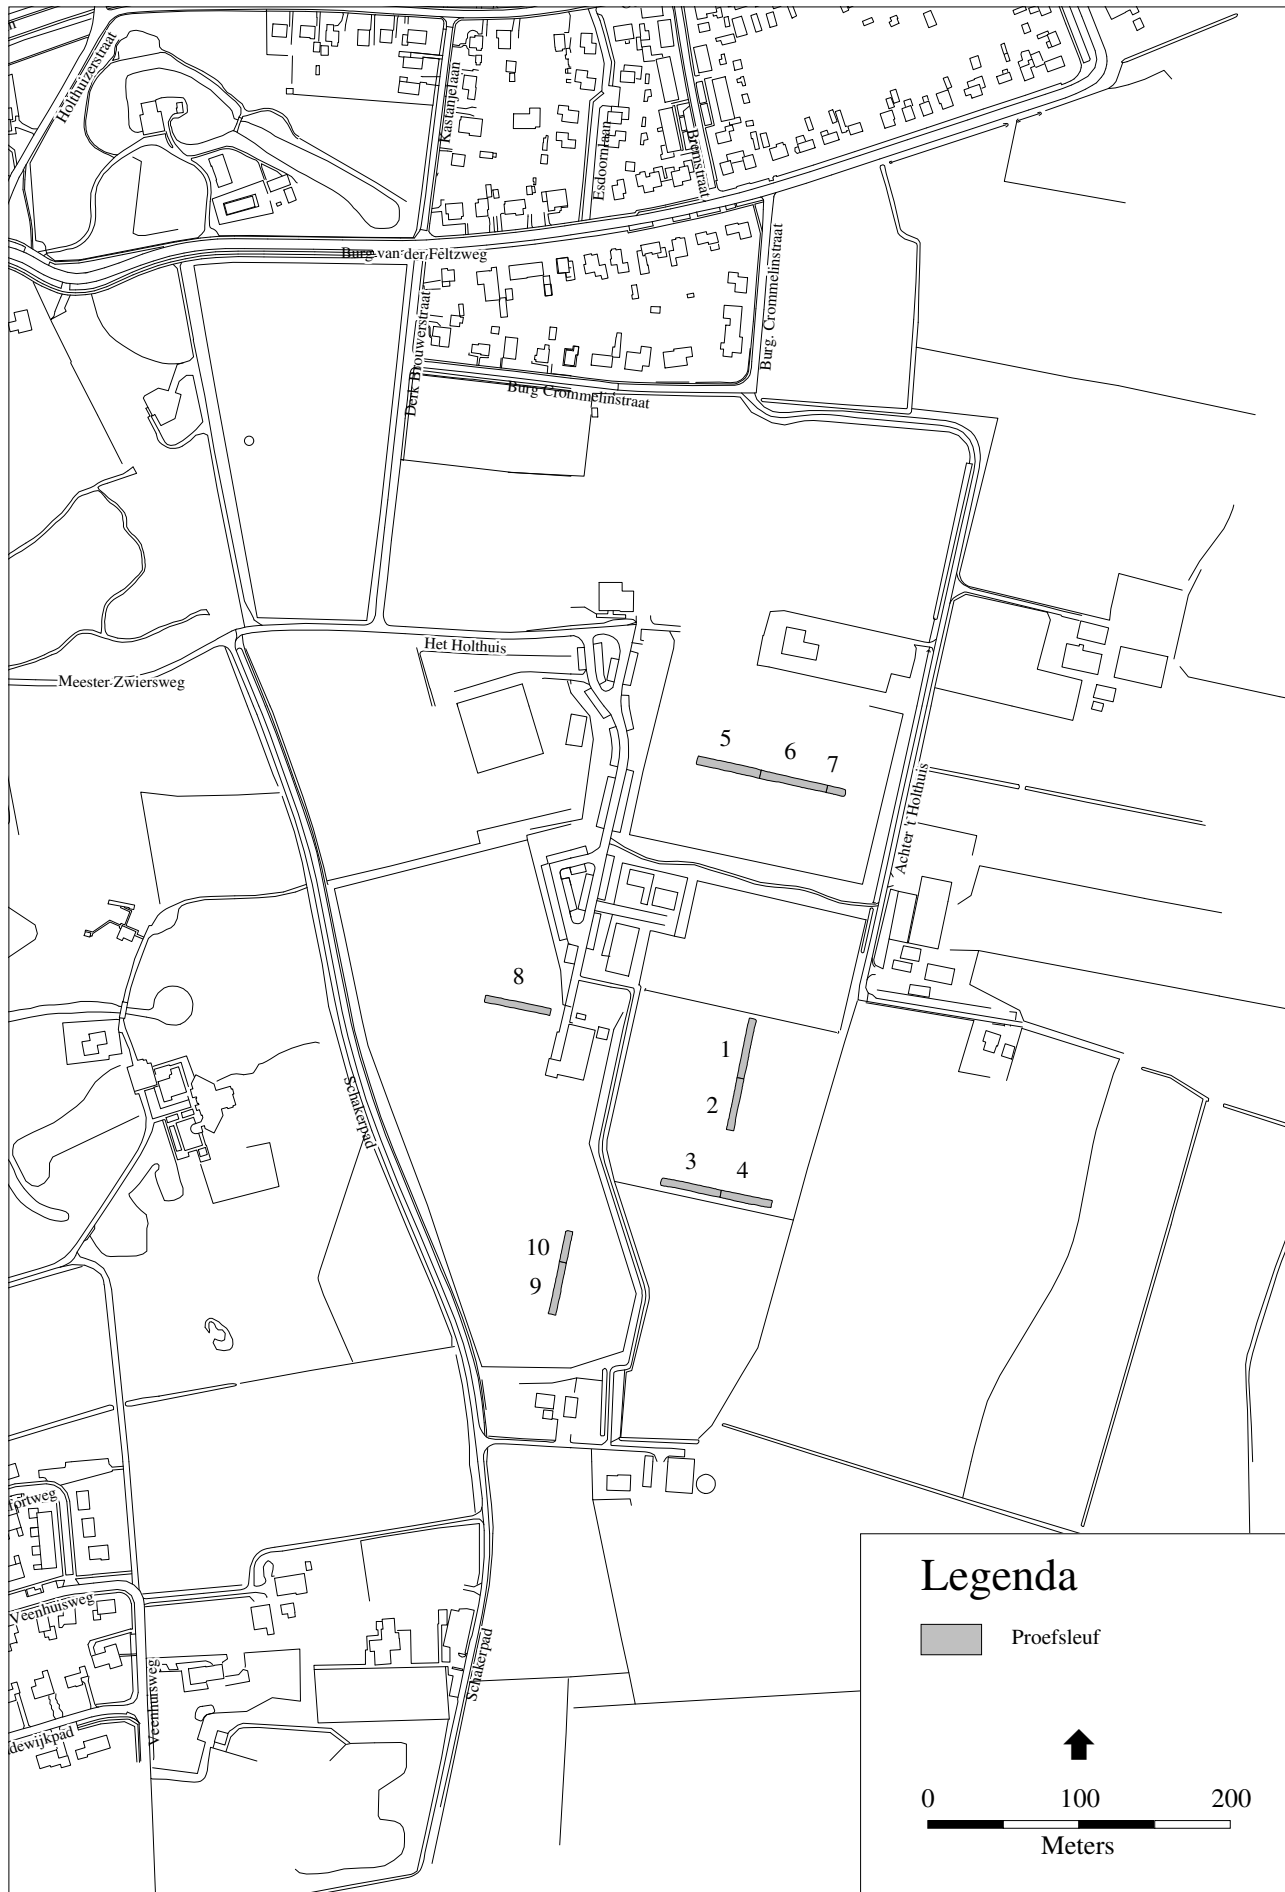 Holthuizerstraat
Kastanjelaan
Esdoornlaan
Bremstraat
Burg van der Feltzweg
Burg. Crommelinstraat
Derk Brouwerstraat
Burg Crommelinstraat
Het Holthuis
Meester Zwiersweg
5
6
7
Achter 't Holthuis
8
1
2
Schakerpad
3
4
10
9
fortweg
Veenhuisweg
Veenhuisweg
dewijkpad
Schakerpad
Legenda
Proefsleuf
0 100 200
Meters